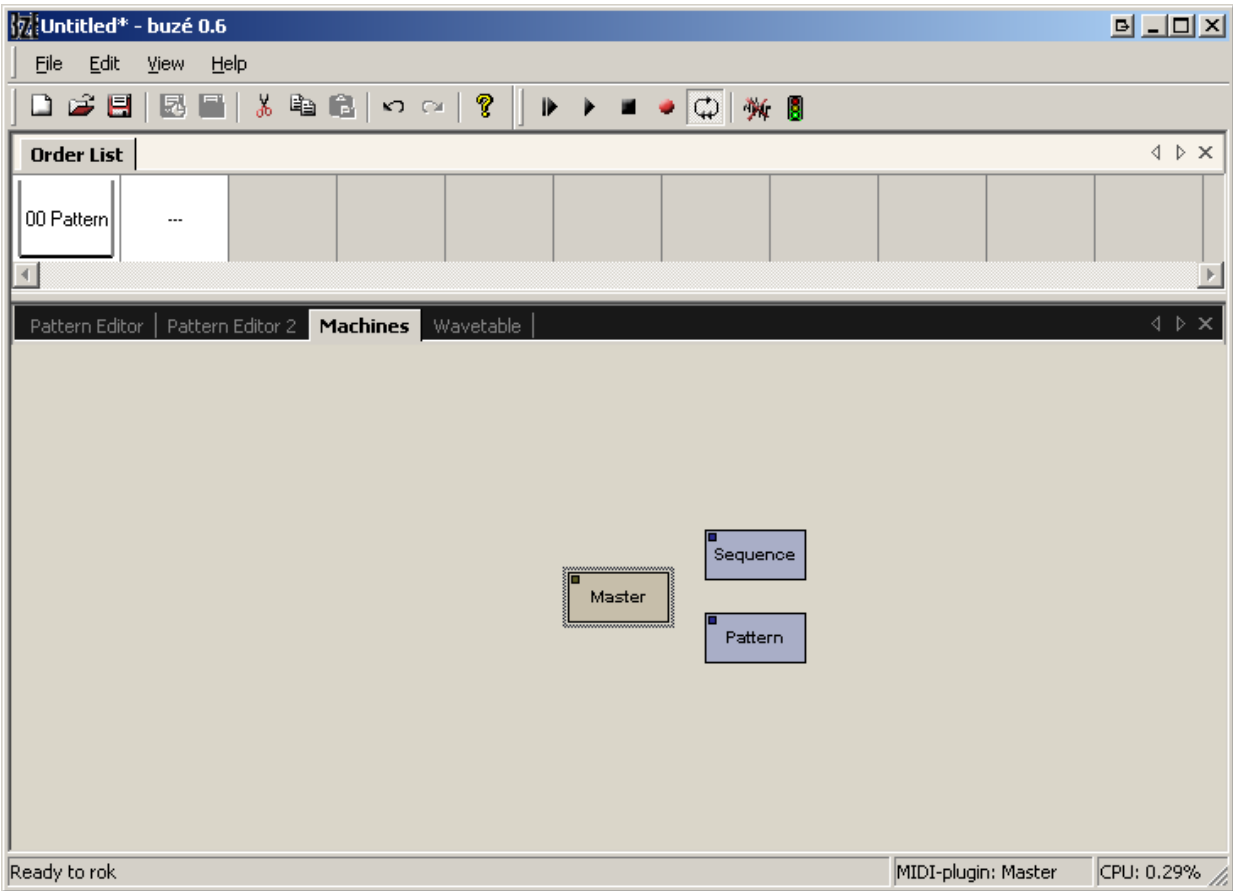 Untitled* - buzé 0.6
File Edit View Help
Order List
00 Pattern ---
Pattern Editor Pattern Editor 2 Machines Wavetable
Sequence
Master
Pattern
Ready to rok MIDI-plugin: Master CPU: 0.29%